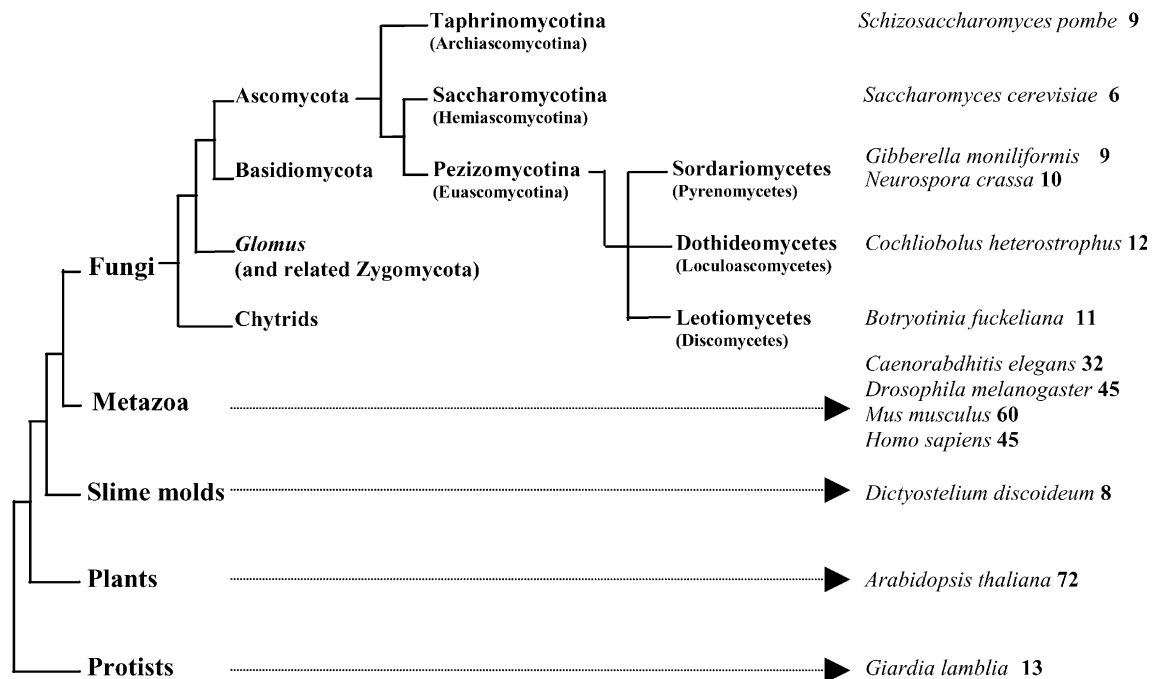 Taphrinomycotina
(Archiascomycotina)
Schizosaccharomyces pombe 9
Ascomycota
Saccharomycotina
(Hemiascomycotina)
Saccharomyces cerevisiae 6
Basidiomycota
Pezizomycotina
(Euascomycotina)
Sordariomycetes
(Pyrenomycetes)
Gibberella moniliformis 9
Neurospora crassa 10
Glomus
(and related Zygomycota)
Fungi
Dothideomycetes
(Loculoascomycetes)
Cochliobolus heterostrophus 12
Chytrids
Leotiomycetes
(Discomycetes)
Botryotinia fuckeliana 11
Metazoa
Caenorabdhitis elegans 32
Drosophila melanogaster 45
Mus musculus 60
Homo sapiens 45
Slime molds
Dictyostelium discoideum 8
Plants
Arabidopsis thaliana 72
Protists
Giardia lamblia 13